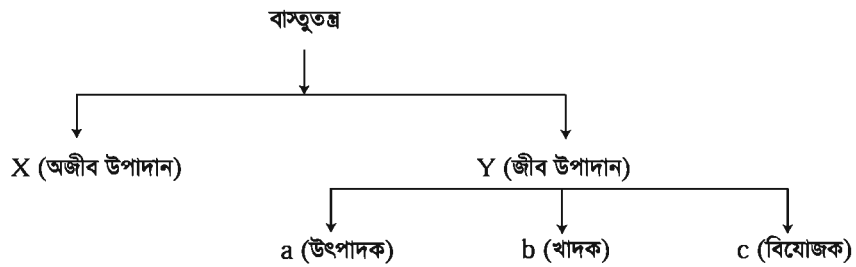 বাস্তুতন্ত্র
X (অজীব উপাদান) Y (জীব উপাদান)
a (উৎপাদক) b (খাদক) c (বিযোজক)